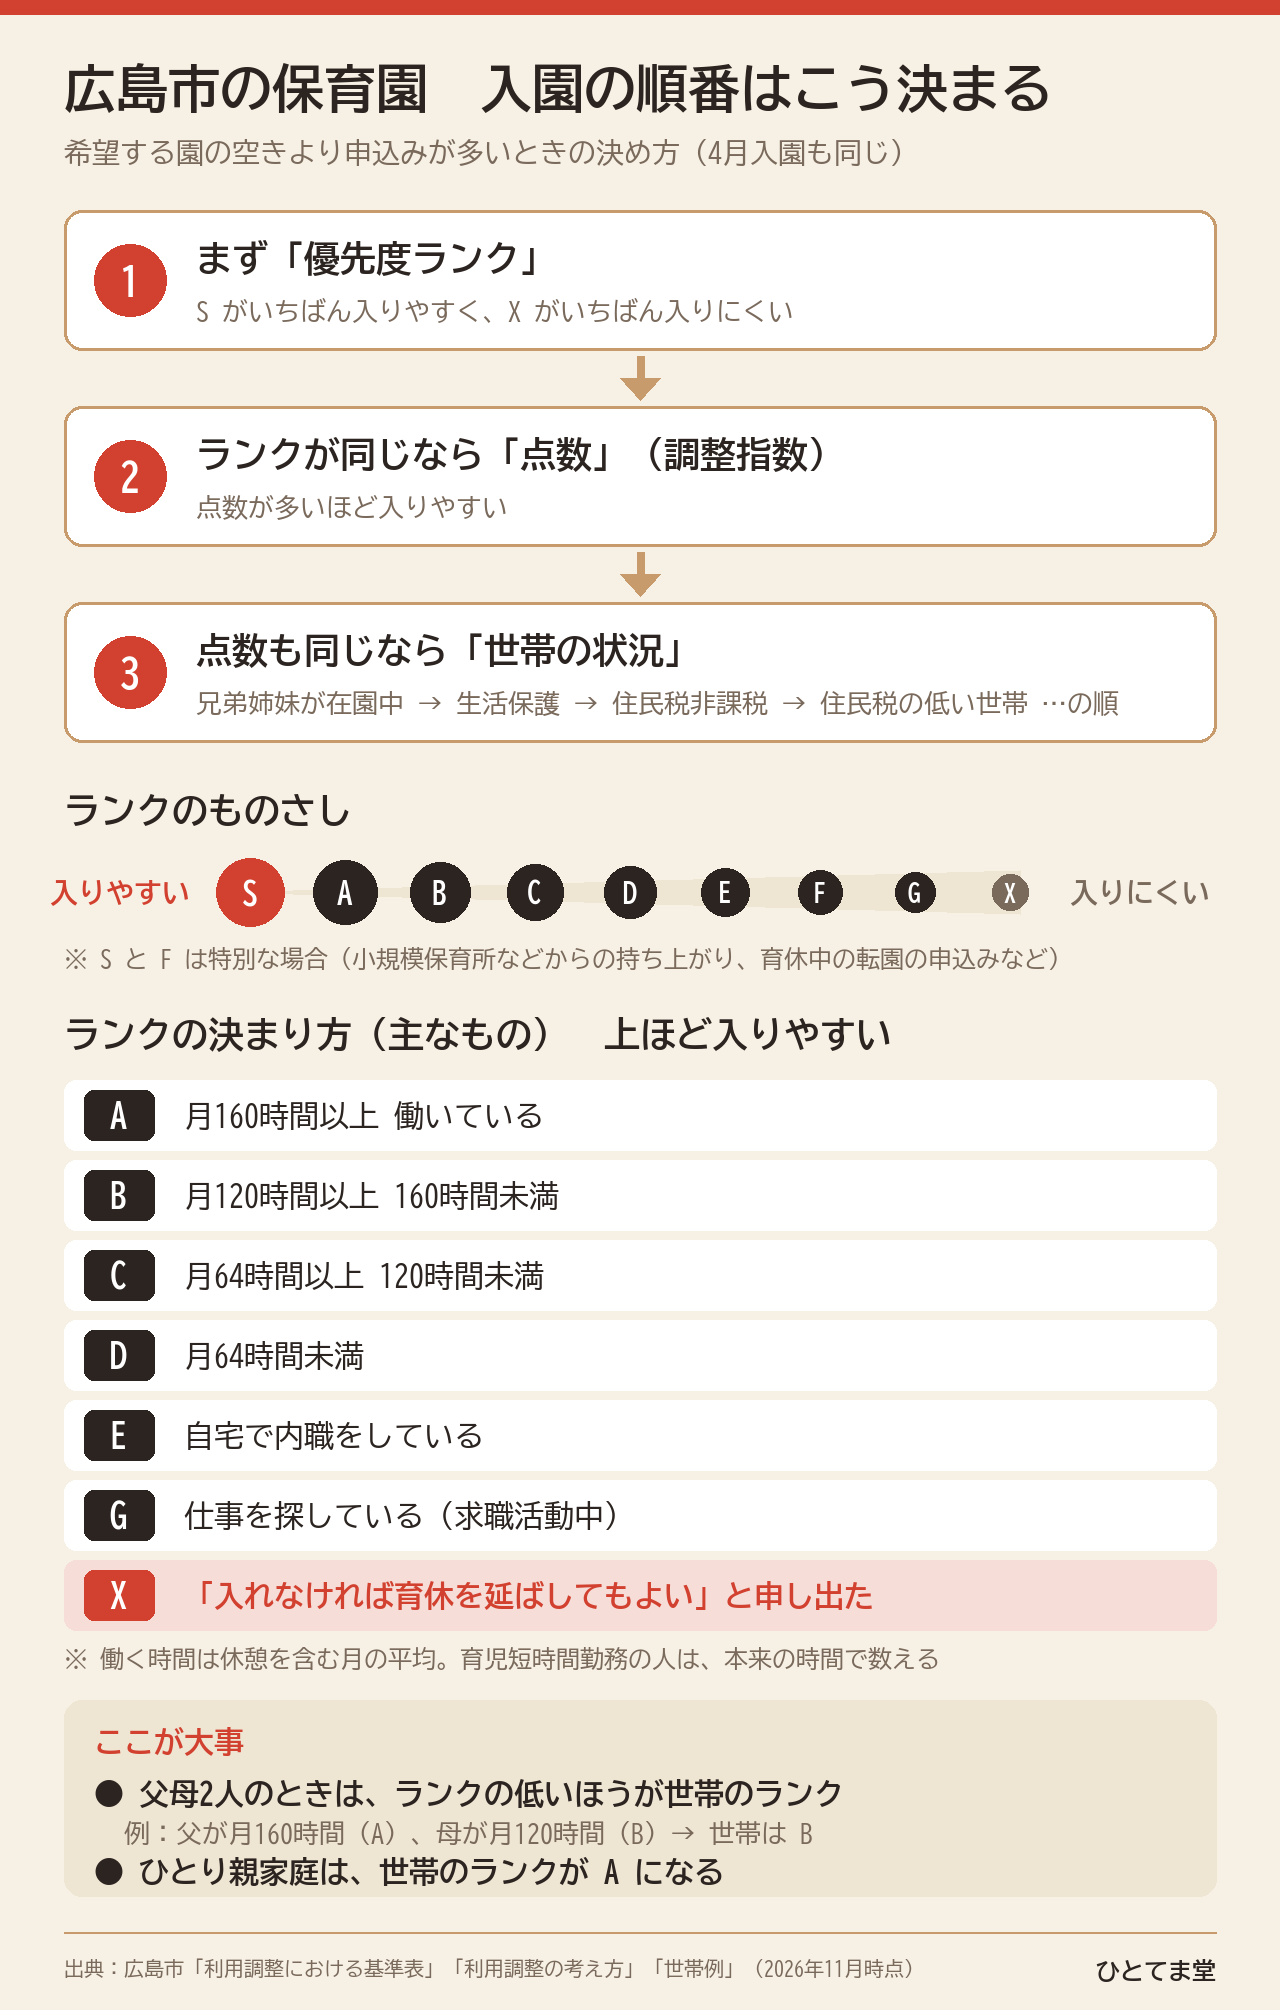 広島市の保育園　入園の順番はこう決まる
希望する園の空きより申込みが多いときの決め方（4月入園も同じ）
1
まず「優先度ランク」
S がいちばん入りやすく、X がいちばん入りにくい
2
ランクが同じなら「点数」（調整指数）
点数が多いほど入りやすい
3
点数も同じなら「世帯の状況」
兄弟姉妹が在園中 → 生活保護 → 住民税非課税 → 住民税の低い世帯 …の順
ランクのものさし
入りやすい S A B C D E F G X 入りにくい
※ S と F は特別な場合（小規模保育所などからの持ち上がり、育休中の転園の申込みなど）
ランクの決まり方（主なもの）　上ほど入りやすい
A 月160時間以上 働いている
B 月120時間以上 160時間未満
C 月64時間以上 120時間未満
D 月64時間未満
E 自宅で内職をしている
G 仕事を探している（求職活動中）
X 「入れなければ育休を延ばしてもよい」と申し出た
※ 働く時間は休憩を含む月の平均。育児短時間勤務の人は、本来の時間で数える
ここが大事
● 父母2人のときは、ランクの低いほうが世帯のランク
例：父が月160時間（A）、母が月120時間（B）→ 世帯は B
● ひとり親家庭は、世帯のランクが A になる
出典：広島市「利用調整における基準表」「利用調整の考え方」「世帯例」（2026年11月時点）
ひとてま堂